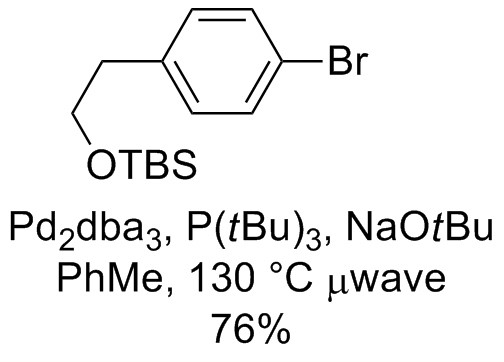 Br
OTBS
Pd₂dba₃, P(tBu)₃, NaOtBu
PhMe, 130 °C μwave
76%